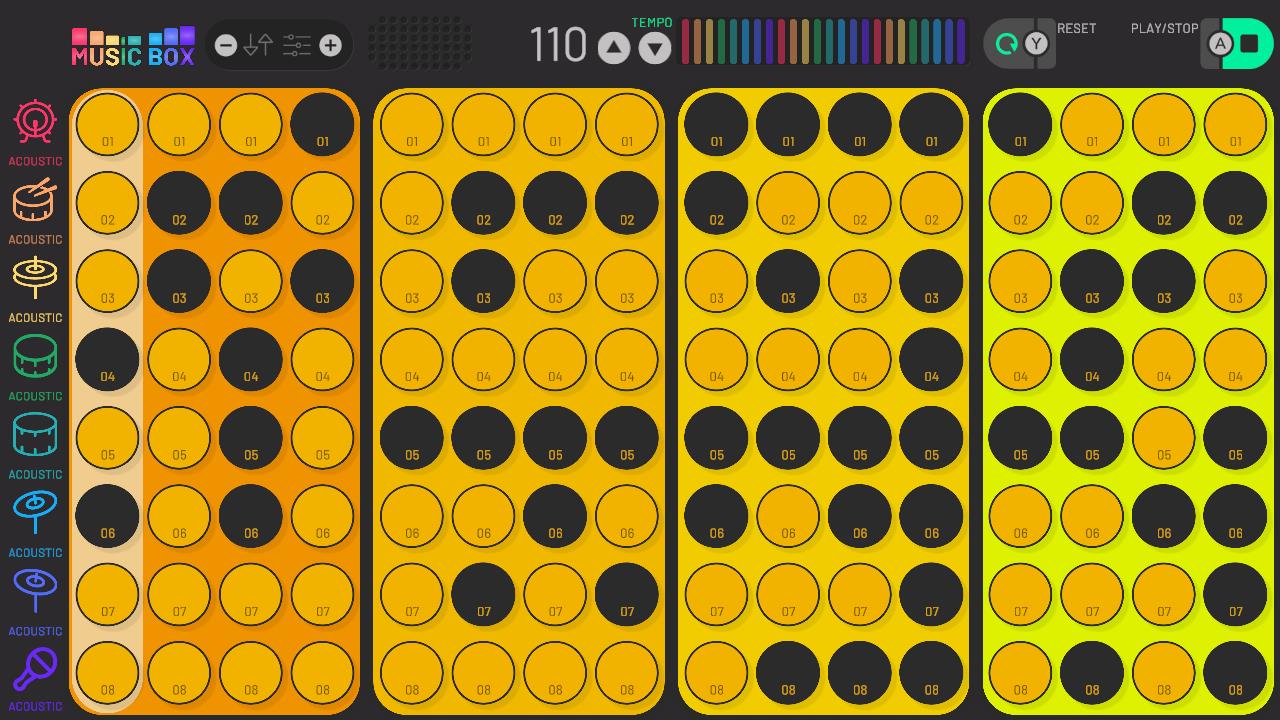 MUSIC BOX
110
TEMPO
RESET
PLAY/STOP
Y
A
ACOUSTIC
01 01 01 01 01 01 01 01 01 01 01 01 01 01 01 01
ACOUSTIC
02 02 02 02 02 02 02 02 02 02 02 02 02 02 02 02
ACOUSTIC
03 03 03 03 03 03 03 03 03 03 03 03 03 03 03 03
ACOUSTIC
04 04 04 04 04 04 04 04 04 04 04 04 04 04 04 04
ACOUSTIC
05 05 05 05 05 05 05 05 05 05 05 05 05 05 05 05
ACOUSTIC
06 06 06 06 06 06 06 06 06 06 06 06 06 06 06 06
ACOUSTIC
07 07 07 07 07 07 07 07 07 07 07 07 07 07 07 07
ACOUSTIC
08 08 08 08 08 08 08 08 08 08 08 08 08 08 08 08